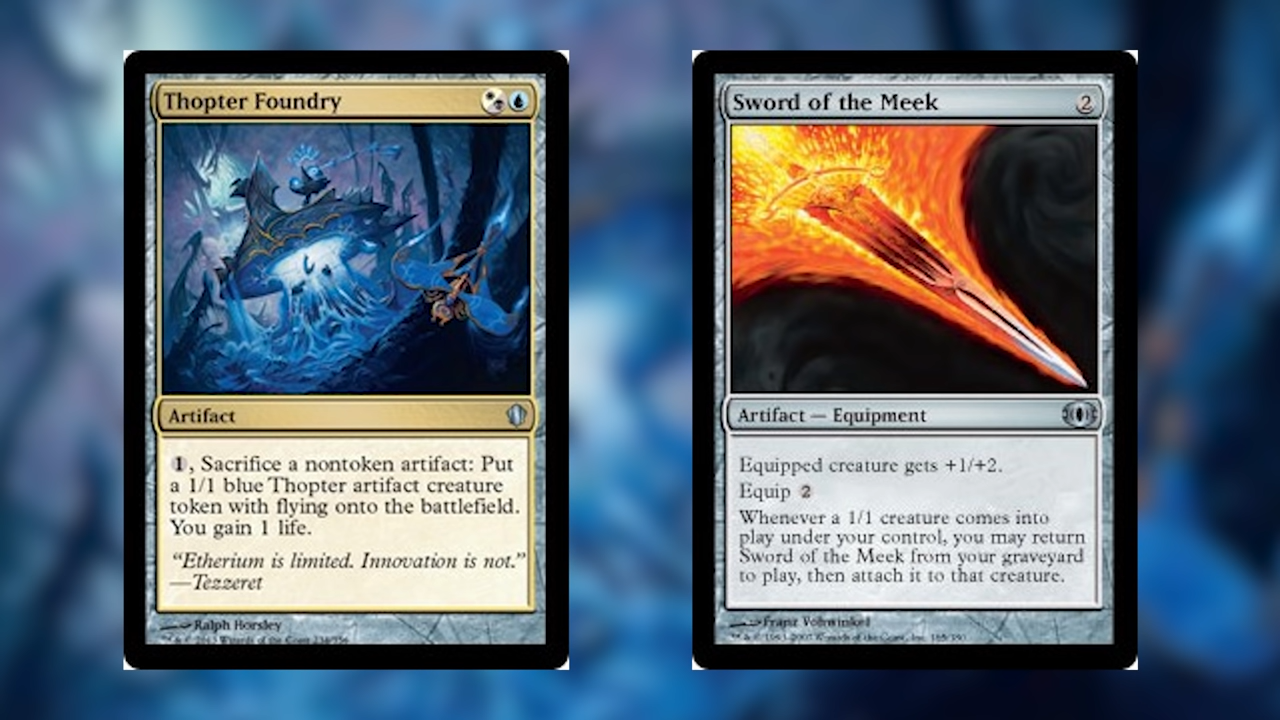 Thopter Foundry
Artifact
1, Sacrifice a nontoken artifact: Put
a 1/1 blue Thopter artifact creature
token with flying onto the battlefield.
You gain 1 life.
“Etherium is limited. Innovation is not.”
—Tezzeret
Ralph Horsley
Sword of the Meek 2
Artifact — Equipment
Equipped creature gets +1/+2.
Equip 2
Whenever a 1/1 creature comes into
play under your control, you may return
Sword of the Meek from your graveyard
to play, then attach it to that creature.
Franz Vohwinkel